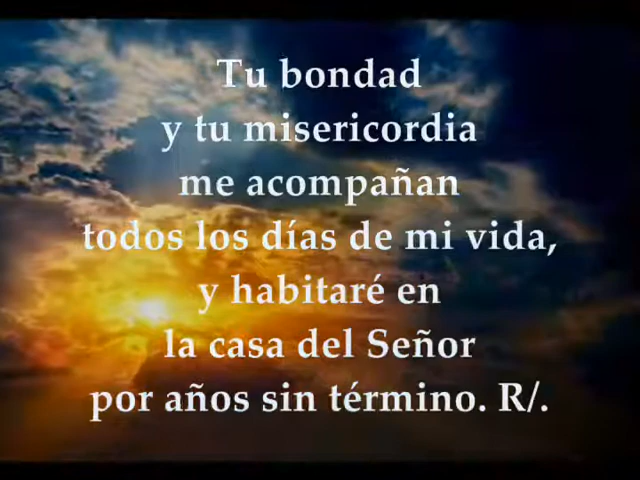 Tu bondad
y tu misericordia
me acompañan
todos los días de mi vida,
y habitaré en
la casa del Señor
por años sin término. R/.